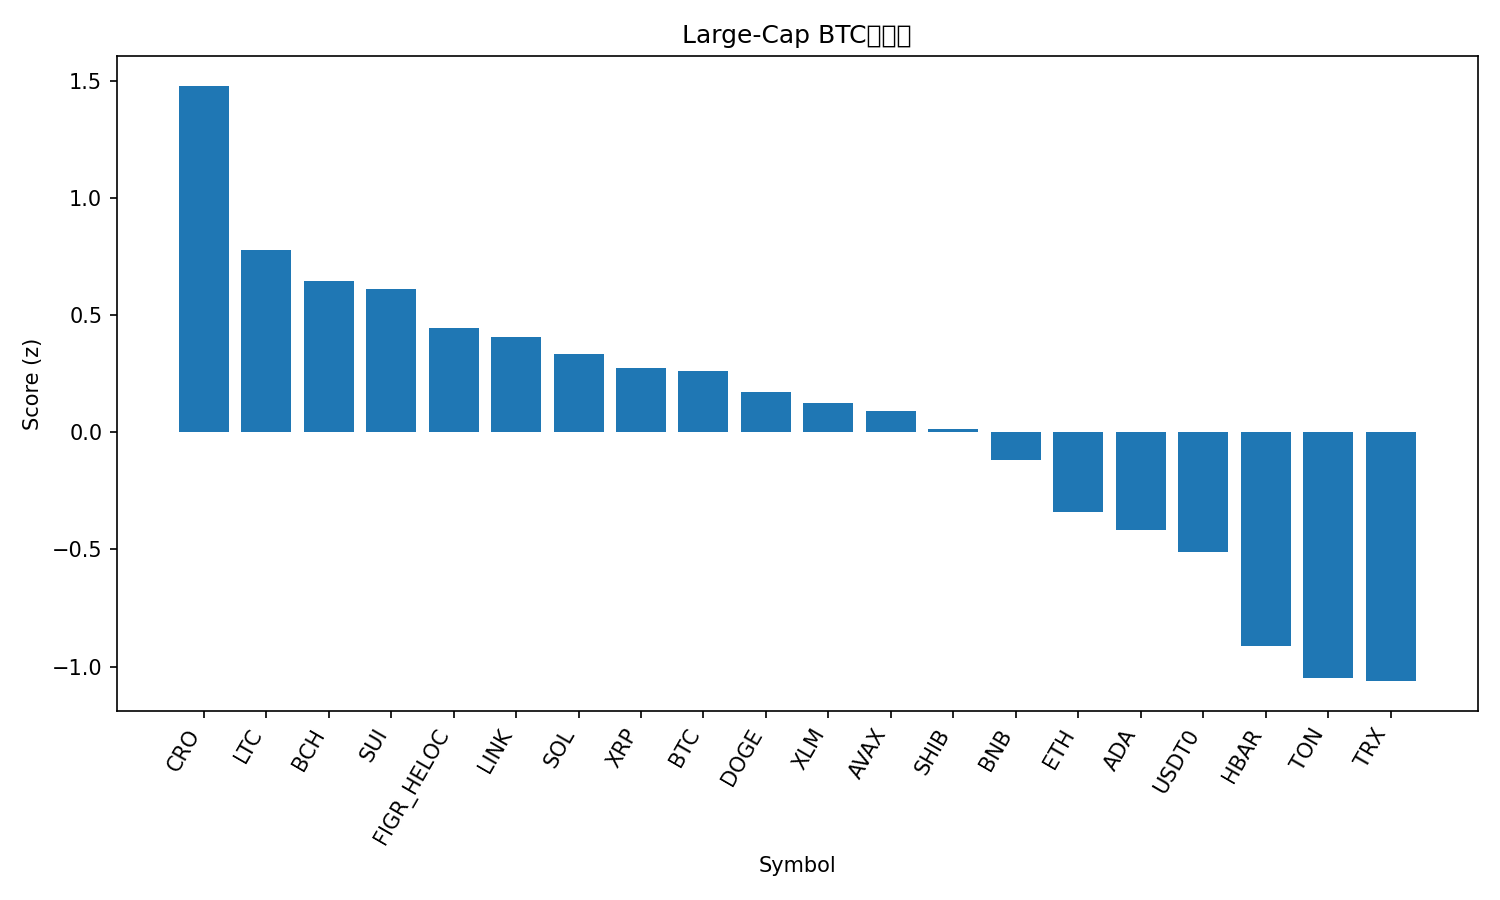 Large-Cap BTC
1.5
1.0
0.5
0.0
−0.5
−1.0
Score (z)
CRO
LTC
BCH
SUI
FIGR_HELOC
LINK
SOL
XRP
BTC
DOGE
XLM
AVAX
SHIB
BNB
ETH
ADA
USDT0
HBAR
TON
TRX
Symbol